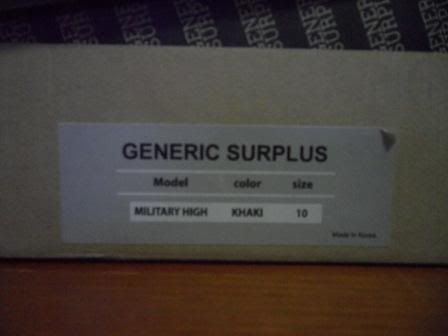 GENERIC SURPLUS
Model color size
MILITARY HIGH KHAKI 10
Made In Korea.